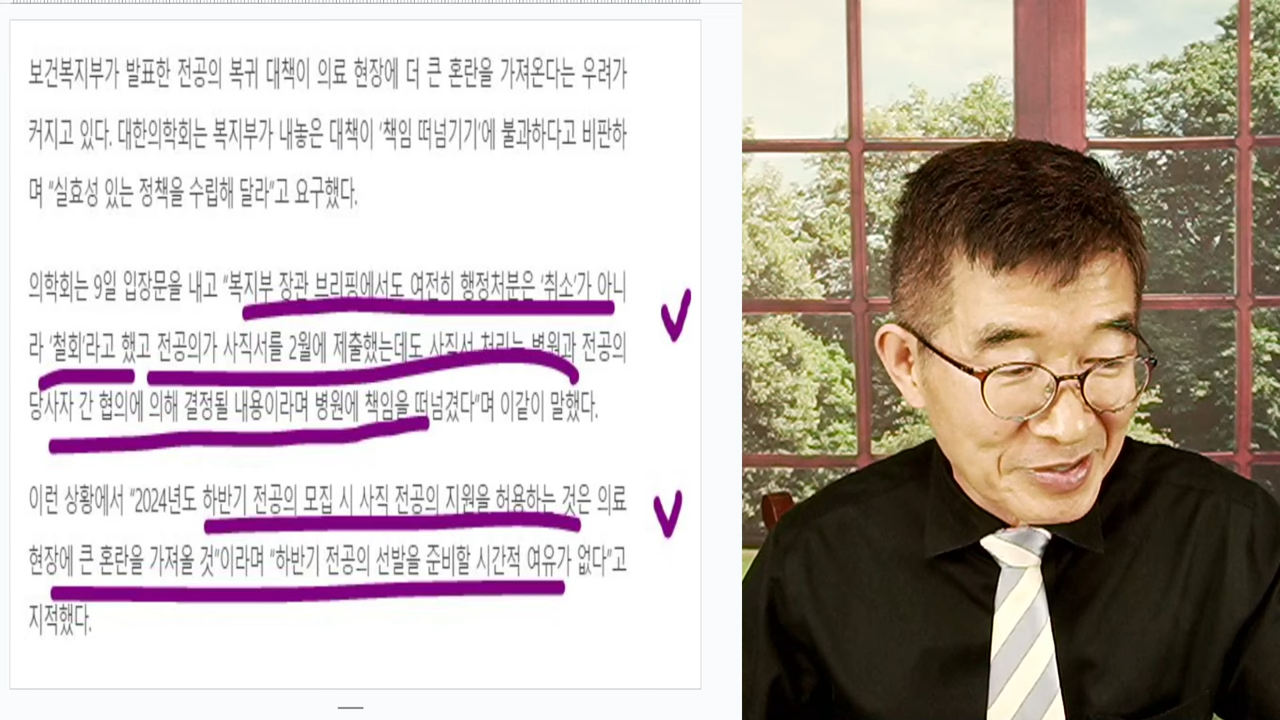 보건복지부가 발표한 전공의 복귀 대책이 의료 현장에 더 큰 혼란을 가져온다는 우려가
커지고 있다. 대한의학회는 복지부가 내놓은 대책이 ‘책임 떠넘기기’에 불과하다고 비판하
며 “실효성 있는 정책을 수립해 달라”고 요구했다.
의학회는 9일 입장문을 내고 “복지부 장관 브리핑에서도 여전히 행정처분은 ‘취소’가 아니
라 ‘철회’라고 했고 전공의가 사직서를 2월에 제출했는데도 사직서 처리는 병원과 전공의
당사자 간 협의에 의해 결정될 내용이라며 병원에 책임을 떠넘겼다”며 이같이 말했다.
이런 상황에서 “2024년도 하반기 전공의 모집 시 사직 전공의 지원을 허용하는 것은 의료
현장에 큰 혼란을 가져올 것”이라며 “하반기 전공의 선발을 준비할 시간적 여유가 없다”고
지적했다.